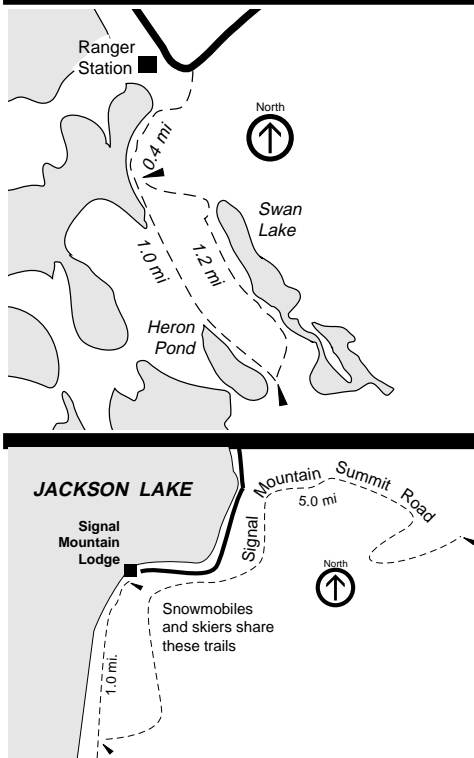 Ranger
Station
North
0.4 mi
Swan
Lake
1.0 mi
1.2 mi
Heron
Pond
JACKSON LAKE
Signal Mountain Summit Road
5.0 mi
Signal
Mountain
Lodge
North
Snowmobiles
and skiers share
these trails
1.0 mi.